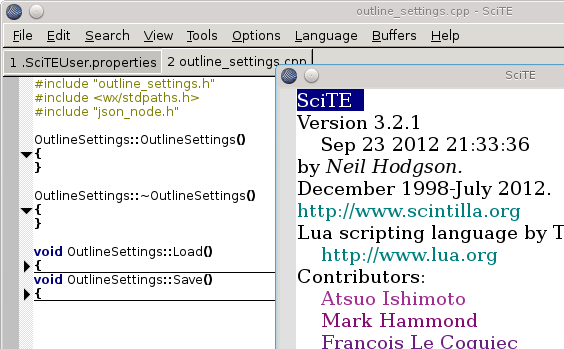 outline_settings.cpp - SciTE
File Edit Search View Tools Options Language Buffers Help
1 .SciTEUser.properties 2 outline_settings.cpp
#include "outline_settings.h"
#include <wx/stdpaths.h>
#include "json_node.h"
OutlineSettings::OutlineSettings()
{
}
OutlineSettings::~OutlineSettings()
{
}
void OutlineSettings::Load()
{
void OutlineSettings::Save()
{
SciTE
SciTE
Version 3.2.1
Sep 23 2012 21:33:36
by Neil Hodgson.
December 1998-July 2012.
http://www.scintilla.org
Lua scripting language by T
http://www.lua.org
Contributors:
Atsuo Ishimoto
Mark Hammond
Francois Le Coguiec